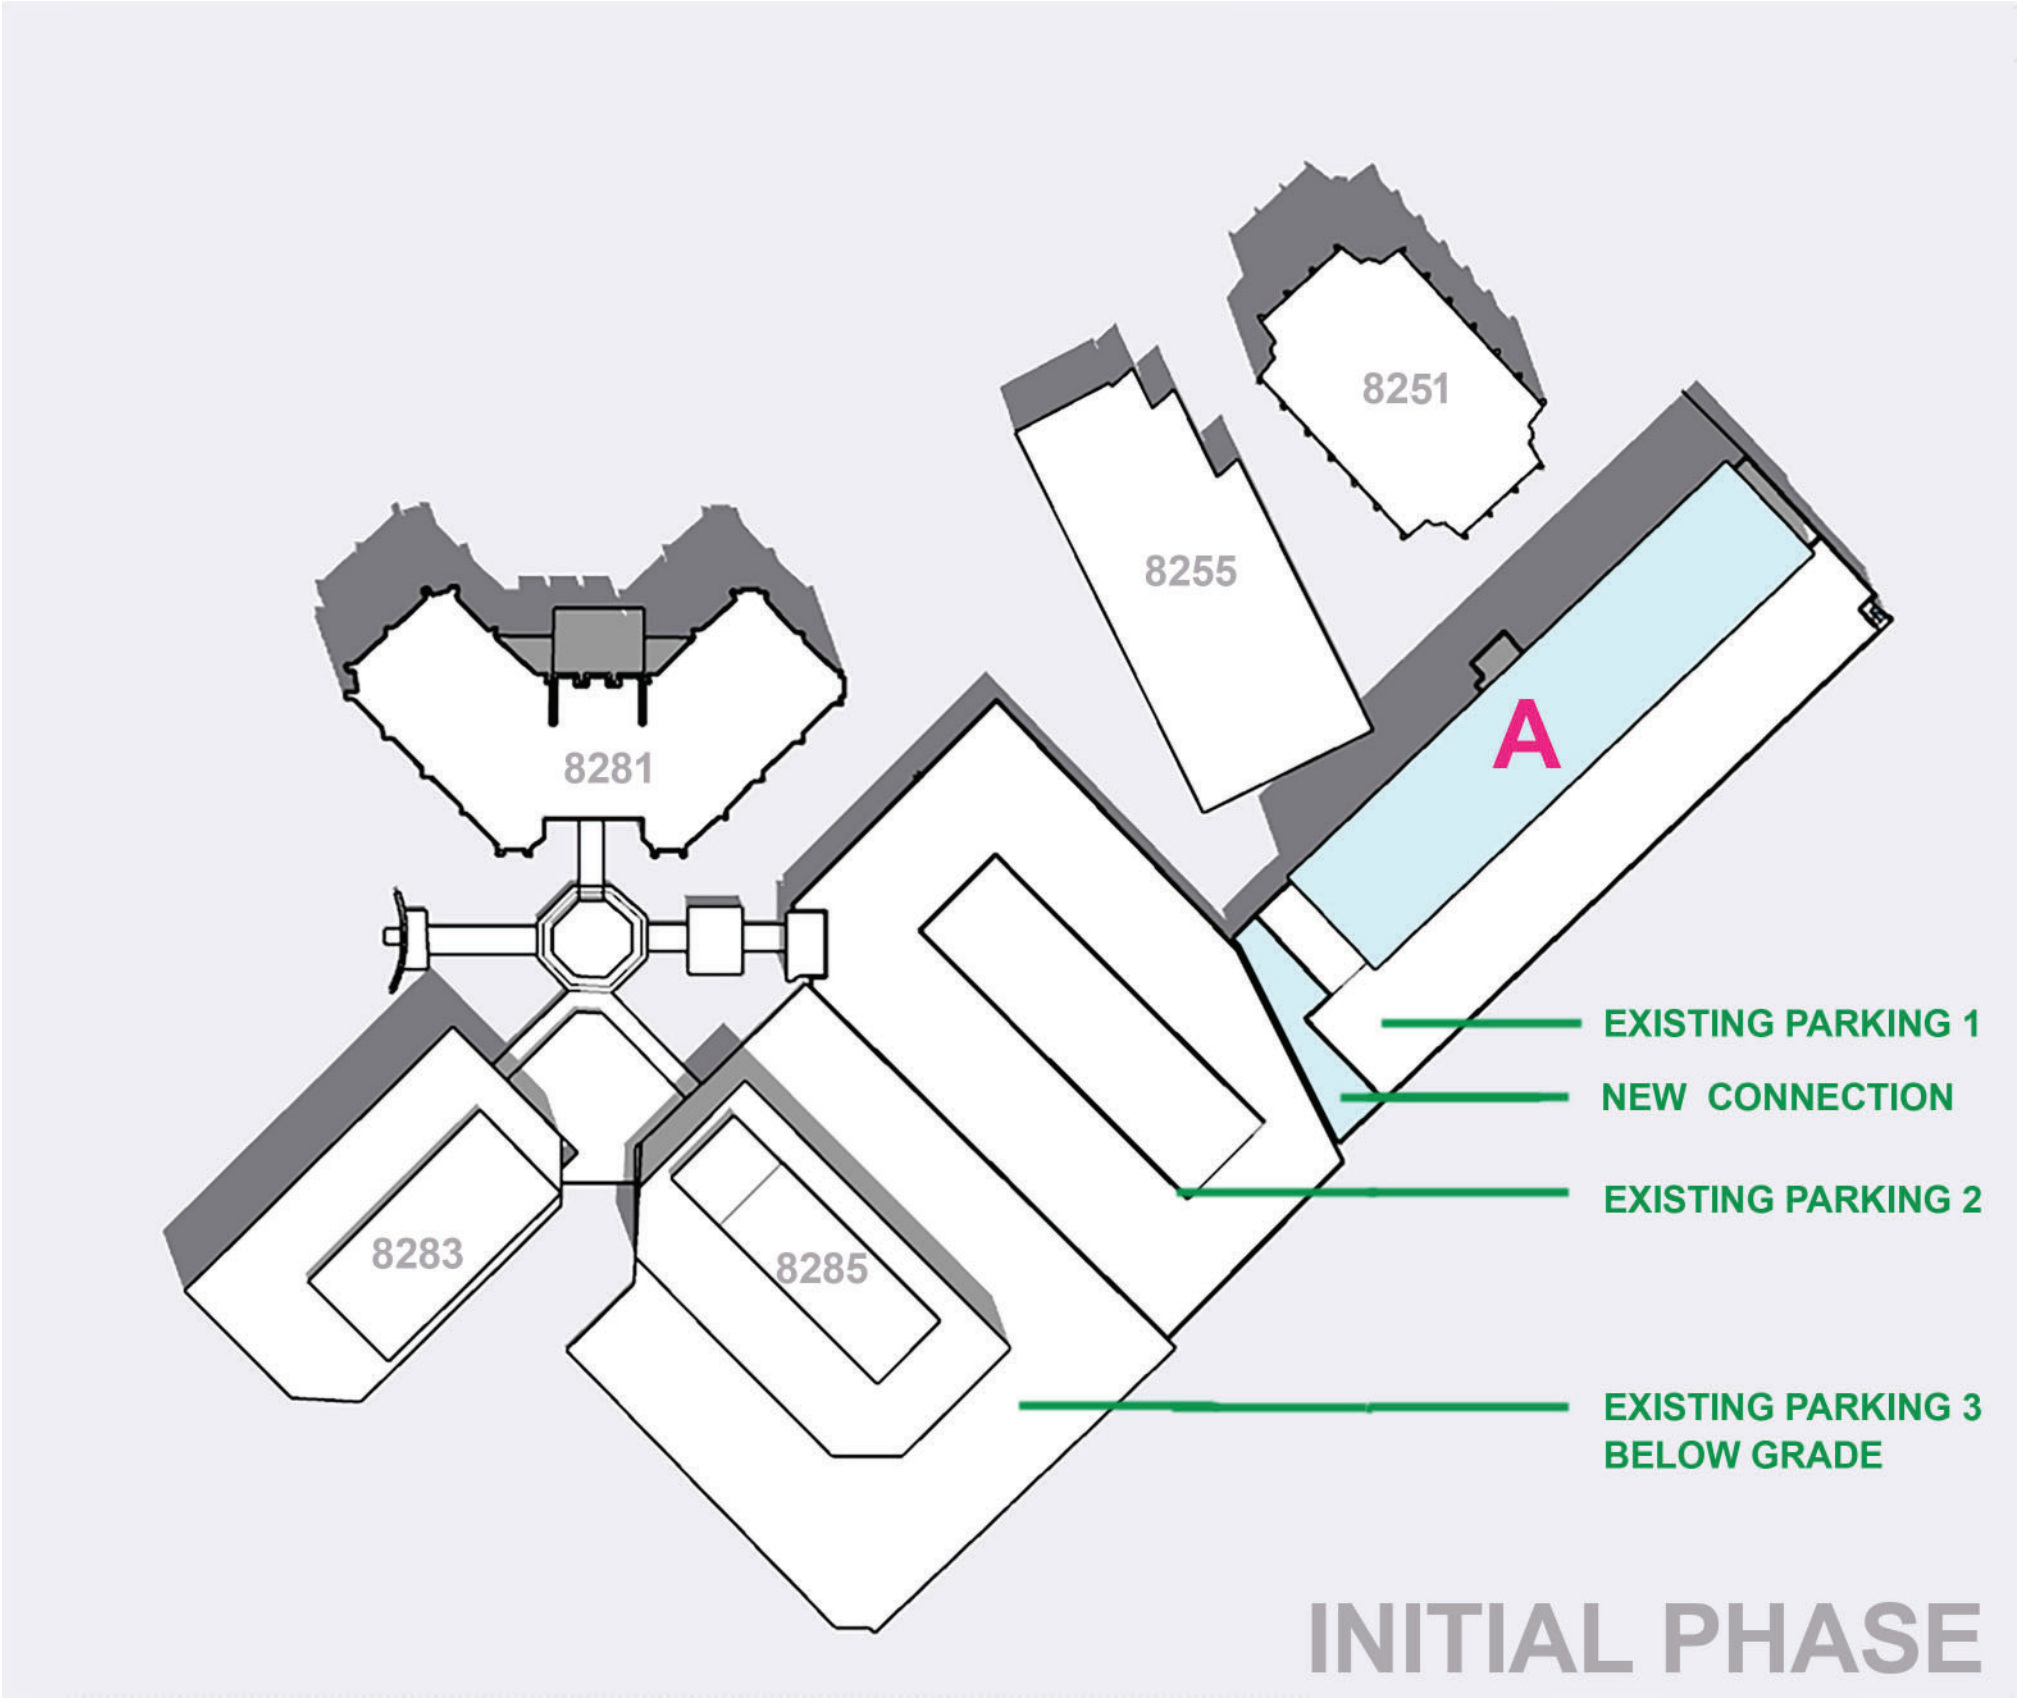 8251
8255
A
8281
EXISTING PARKING 1
NEW CONNECTION
EXISTING PARKING 2
8283
8285
EXISTING PARKING 3
BELOW GRADE
INITIAL PHASE